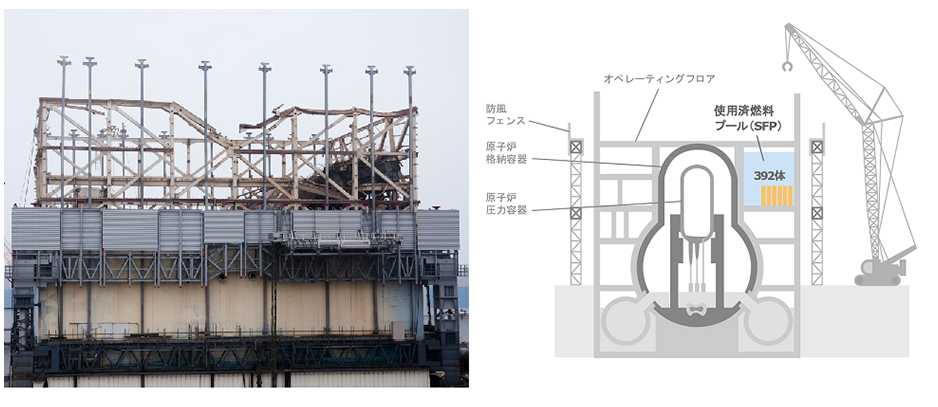 オペレーティングフロア
使用済燃料
プール(SFP)
392体
防風
フェンス
原子炉
格納容器
原子炉
圧力容器